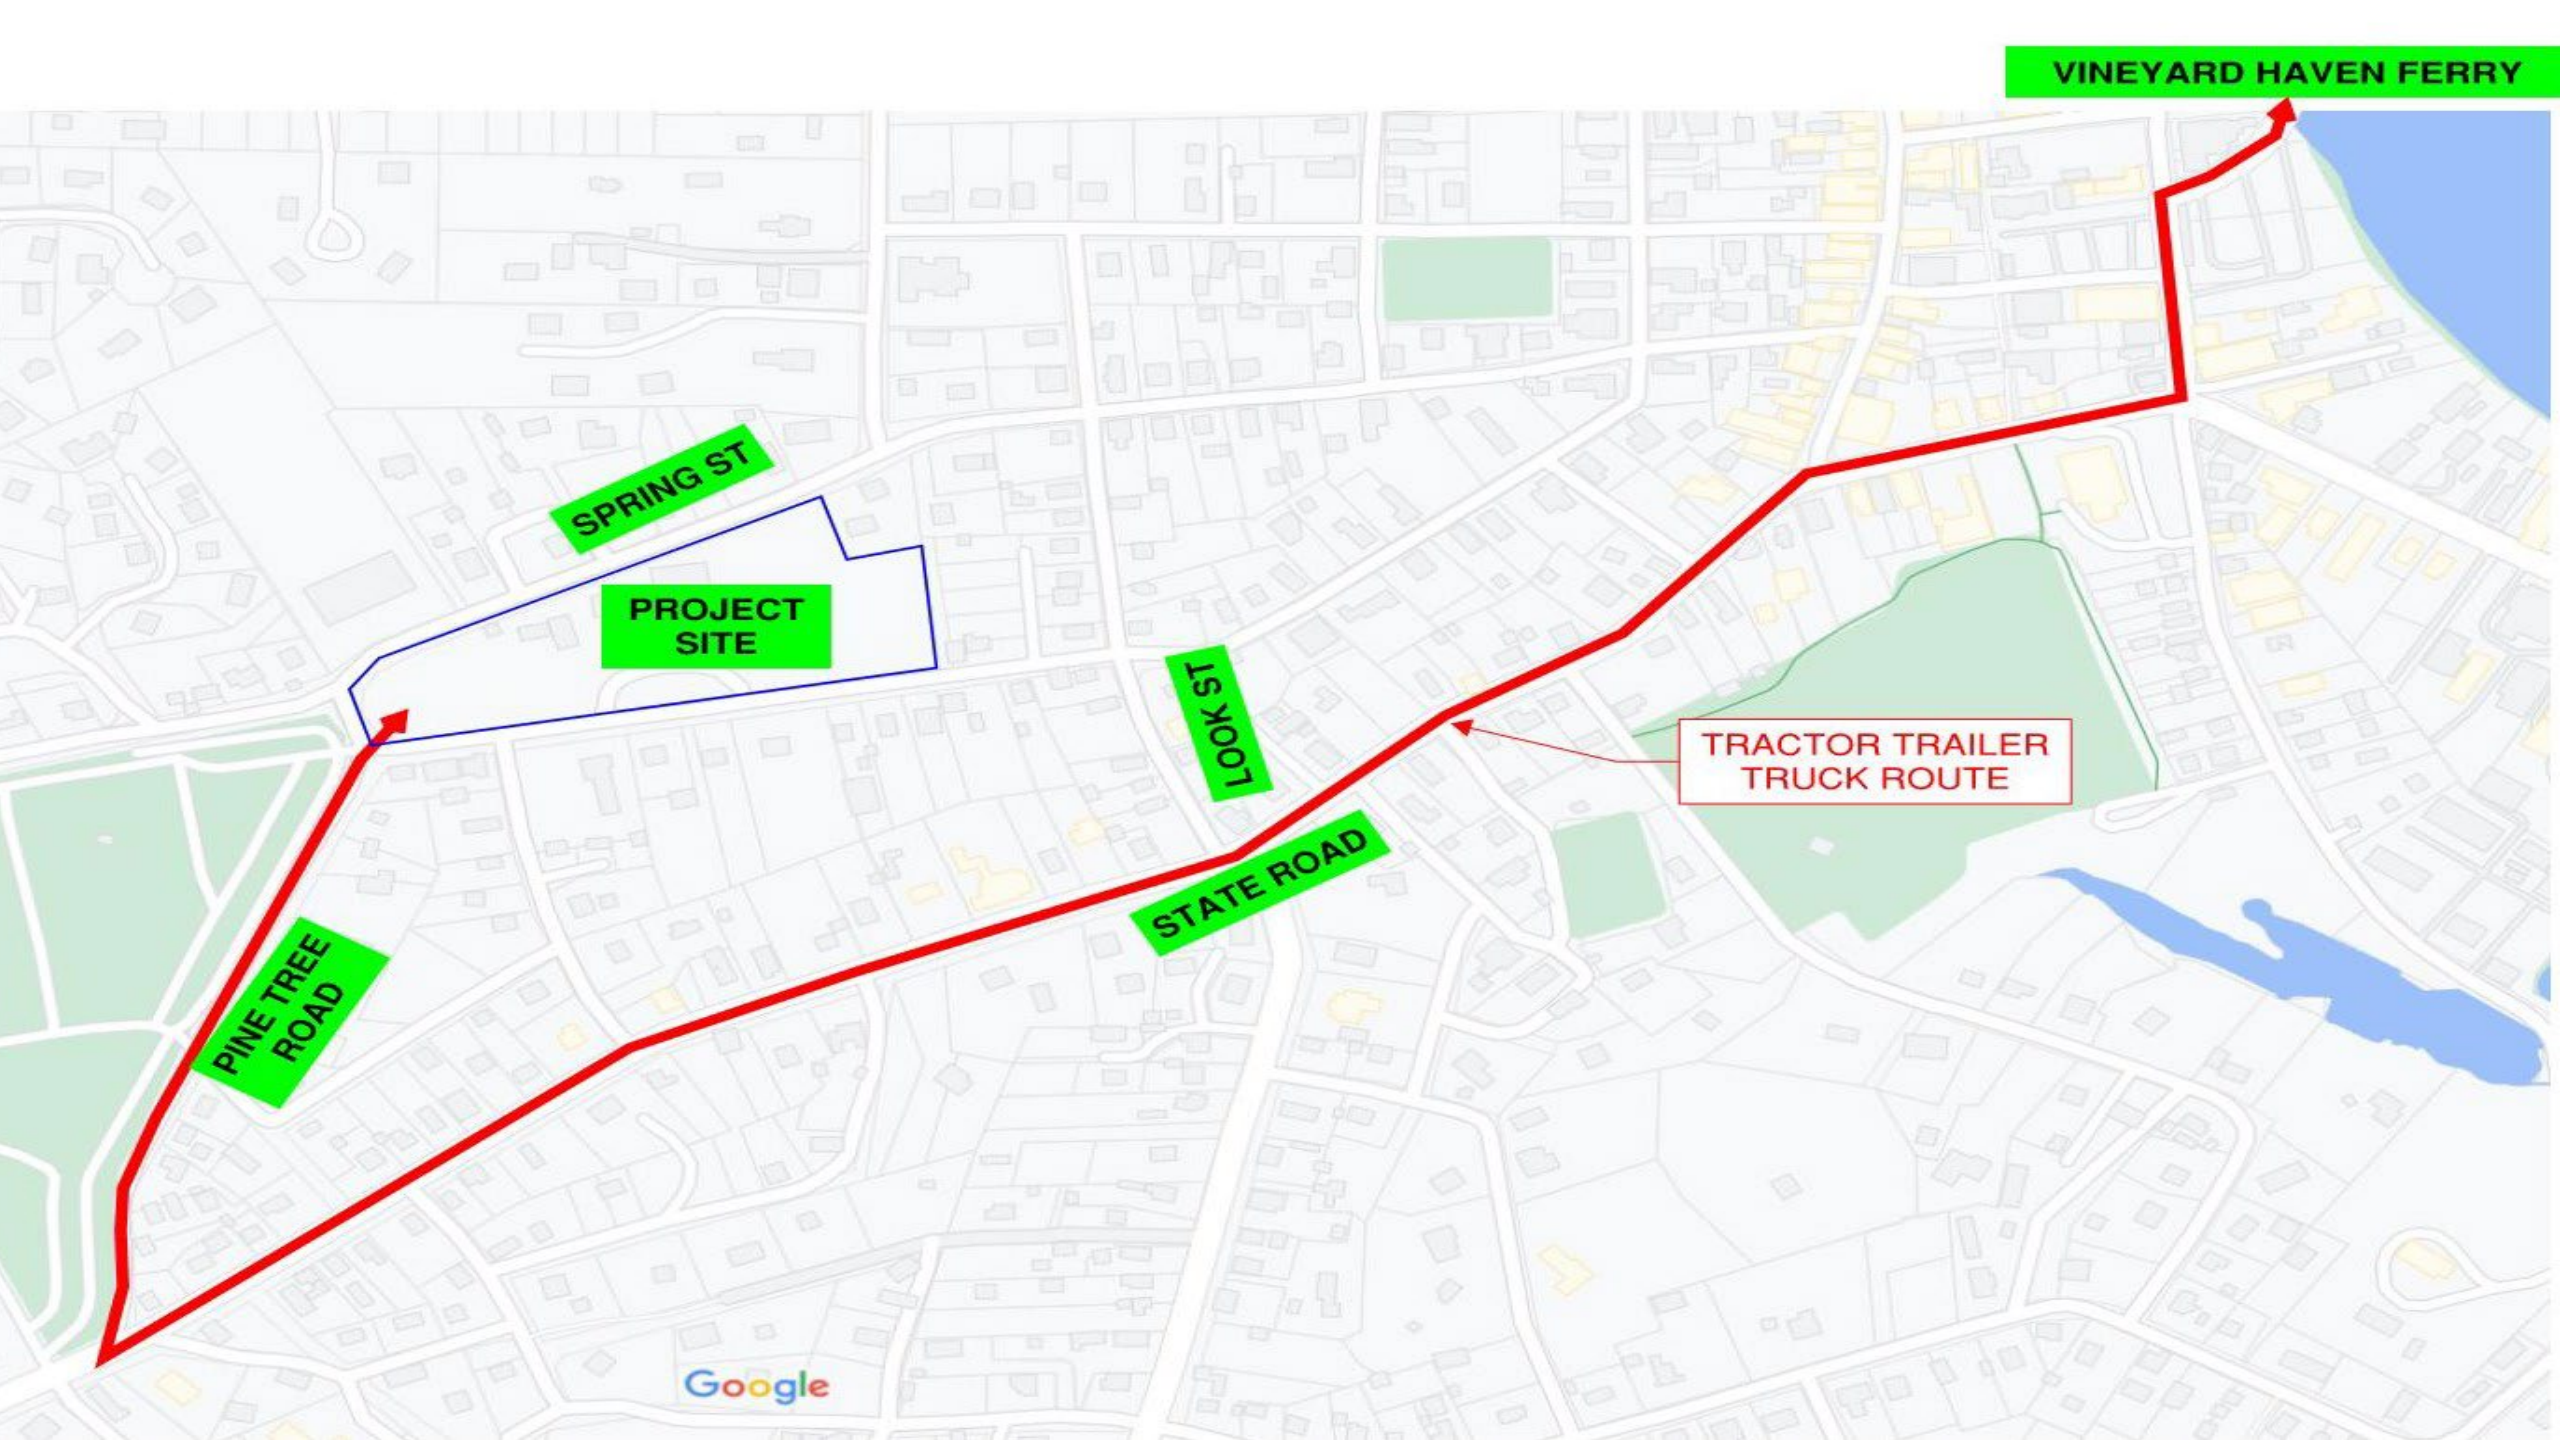 VINEYARD HAVEN FERRY
SPRING ST
PROJECT
SITE
LOOK ST
TRACTOR TRAILER
TRUCK ROUTE
STATE ROAD
PINE TREE
ROAD
Google